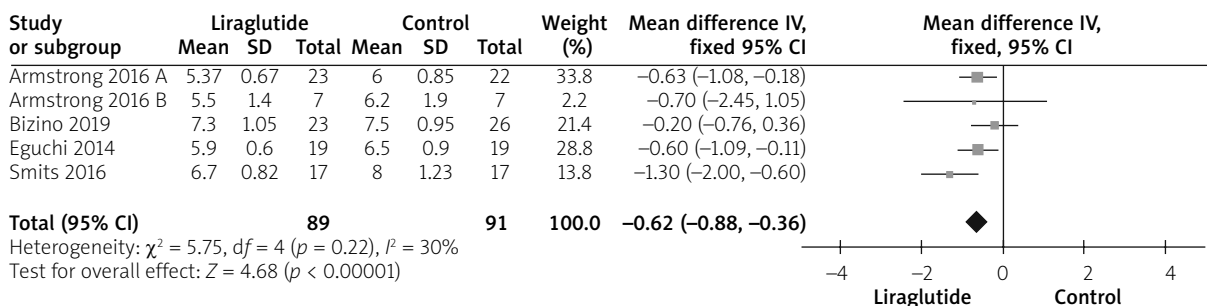 Study Liraglutide Control Weight Mean difference IV, Mean difference IV,
or subgroup Mean SD Total Mean SD Total (%) fixed 95% CI fixed, 95% CI
Armstrong 2016 A 5.37 0.67 23 6 0.85 22 33.8 −0.63 (−1.08, −0.18)
Armstrong 2016 B 5.5 1.4 7 6.2 1.9 7 2.2 −0.70 (−2.45, 1.05)
Bizino 2019 7.3 1.05 23 7.5 0.95 26 21.4 −0.20 (−0.76, 0.36)
Eguchi 2014 5.9 0.6 19 6.5 0.9 19 28.8 −0.60 (−1.09, −0.11)
Smits 2016 6.7 0.82 17 8 1.23 17 13.8 −1.30 (−2.00, −0.60)
Total (95% CI) 89 91 100.0 −0.62 (−0.88, −0.36)
Heterogeneity: χ² = 5.75, df = 4 (p = 0.22), I² = 30%
Test for overall effect: Z = 4.68 (p < 0.00001)
−4 −2 0 2 4
Liraglutide Control